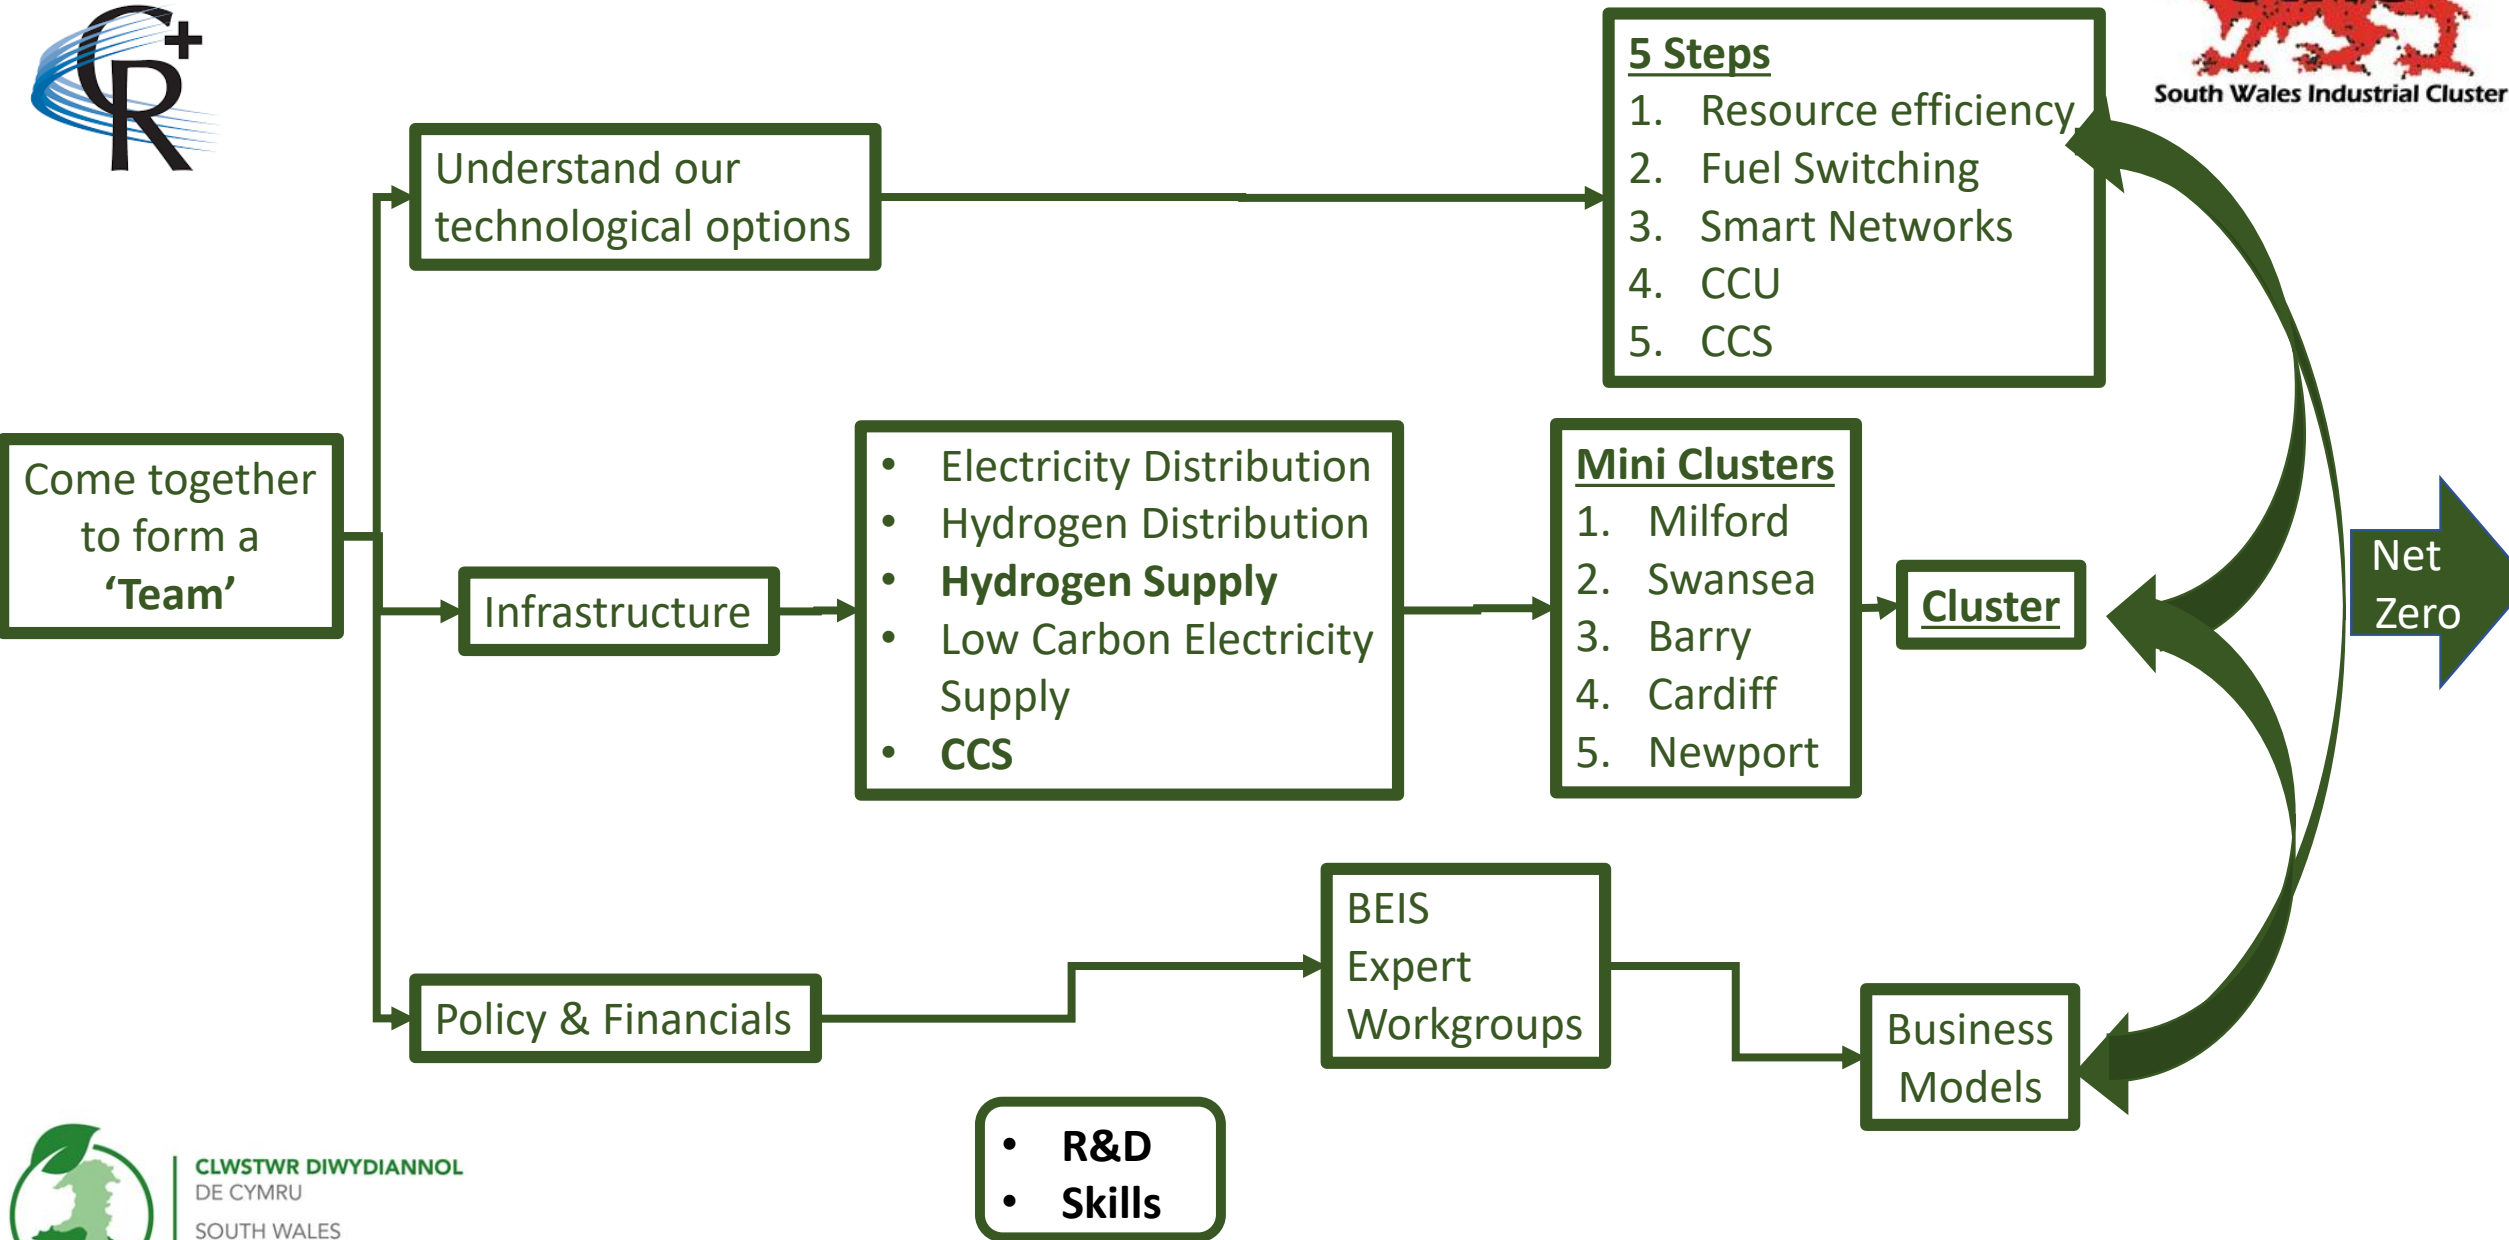 CR+
South Wales Industrial Cluster
5 Steps
1. Resource efficiency
2. Fuel Switching
3. Smart Networks
4. CCU
5. CCS
Understand our
technological options
Come together
to form a
‘Team’
Infrastructure
• Electricity Distribution
• Hydrogen Distribution
• Hydrogen Supply
• Low Carbon Electricity
Supply
• CCS
Mini Clusters
1. Milford
2. Swansea
3. Barry
4. Cardiff
5. Newport
Cluster
Net
Zero
Policy & Financials
BEIS
Expert
Workgroups
Business
Models
• R&D
• Skills
CLWSTWR DIWYDIANNOL
DE CYMRU
SOUTH WALES